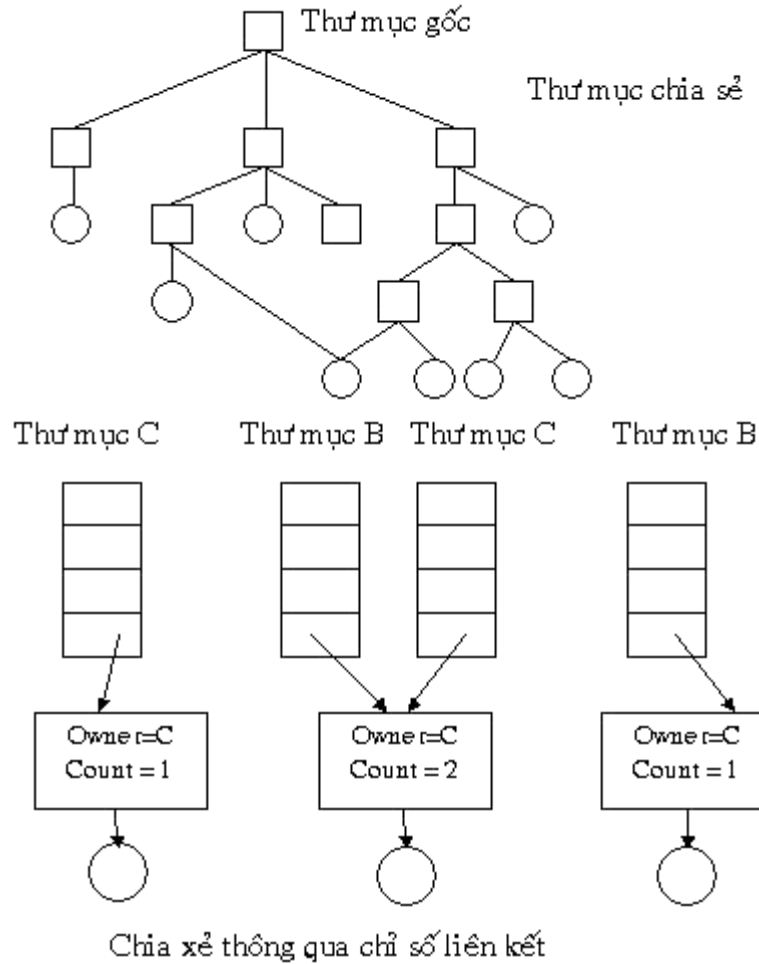 Thư mục gốc
Thư mục chia sẻ
Thư mục C
Thư mục B
Thư mục C
Thư mục B
Owner=C
Count = 1
Owner=C
Count = 2
Owner=C
Count = 1
Chia xẻ thông qua chỉ số liên kết